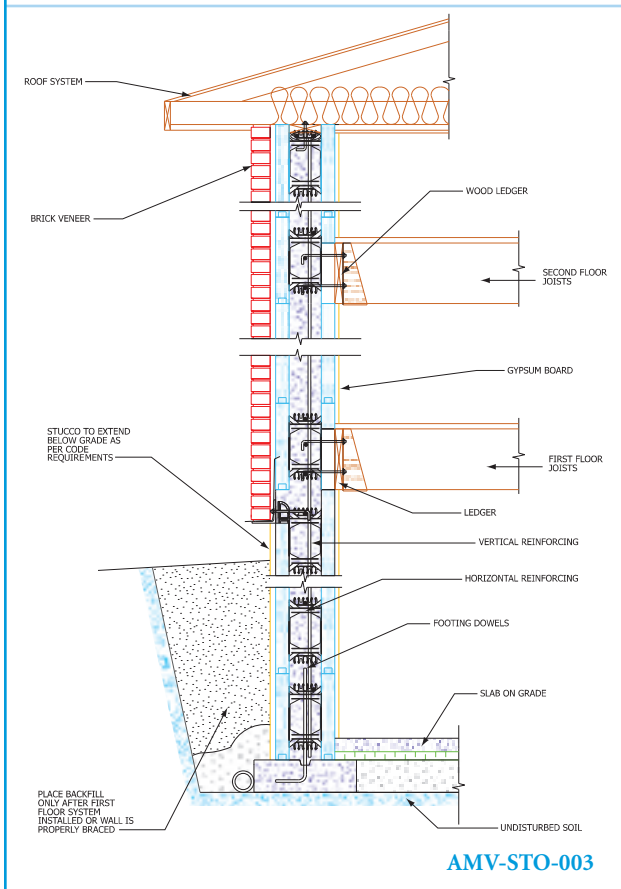 ROOF SYSTEM
WOOD LEDGER
BRICK VENEER
SECOND FLOOR
JOISTS
GYPSUM BOARD
STUCCO TO EXTEND
BELOW GRADE AS
PER CODE
REQUIREMENTS
FIRST FLOOR
JOISTS
LEDGER
VERTICAL REINFORCING
HORIZONTAL REINFORCING
FOOTING DOWELS
SLAB ON GRADE
PLACE BACKFILL
ONLY AFTER FIRST
FLOOR SYSTEM
INSTALLED OR WALL IS
PROPERLY BRACED
UNDISTURBED SOIL
AMV-STO-003